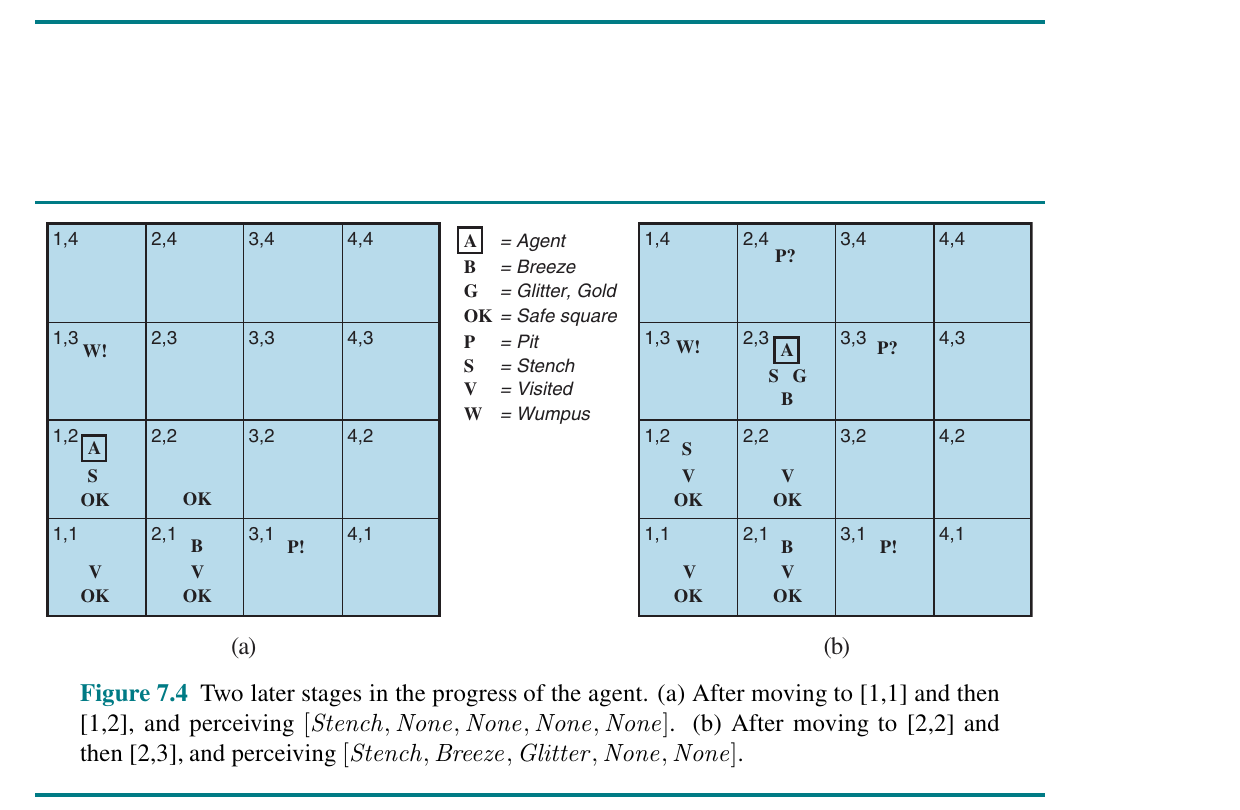 1,4 2,4 3,4 4,4
1,3 W! 2,3 3,3 4,3
1,2 A 2,2 3,2 4,2
S
OK OK
1,1 2,1 B 3,1 P! 4,1
V V
OK OK
(a)
A = Agent
B = Breeze
G = Glitter, Gold
OK = Safe square
P = Pit
S = Stench
V = Visited
W = Wumpus
1,4 2,4 P? 3,4 4,4
1,3 W! 2,3 A 3,3 P? 4,3
S G
B
1,2 S 2,2 3,2 4,2
V V
OK OK
1,1 2,1 B 3,1 P! 4,1
V V
OK OK
(b)
Figure 7.4 Two later stages in the progress of the agent. (a) After moving to [1,1] and then
[1,2], and perceiving [Stench, None, None, None, None]. (b) After moving to [2,2] and
then [2,3], and perceiving [Stench, Breeze, Glitter, None, None].